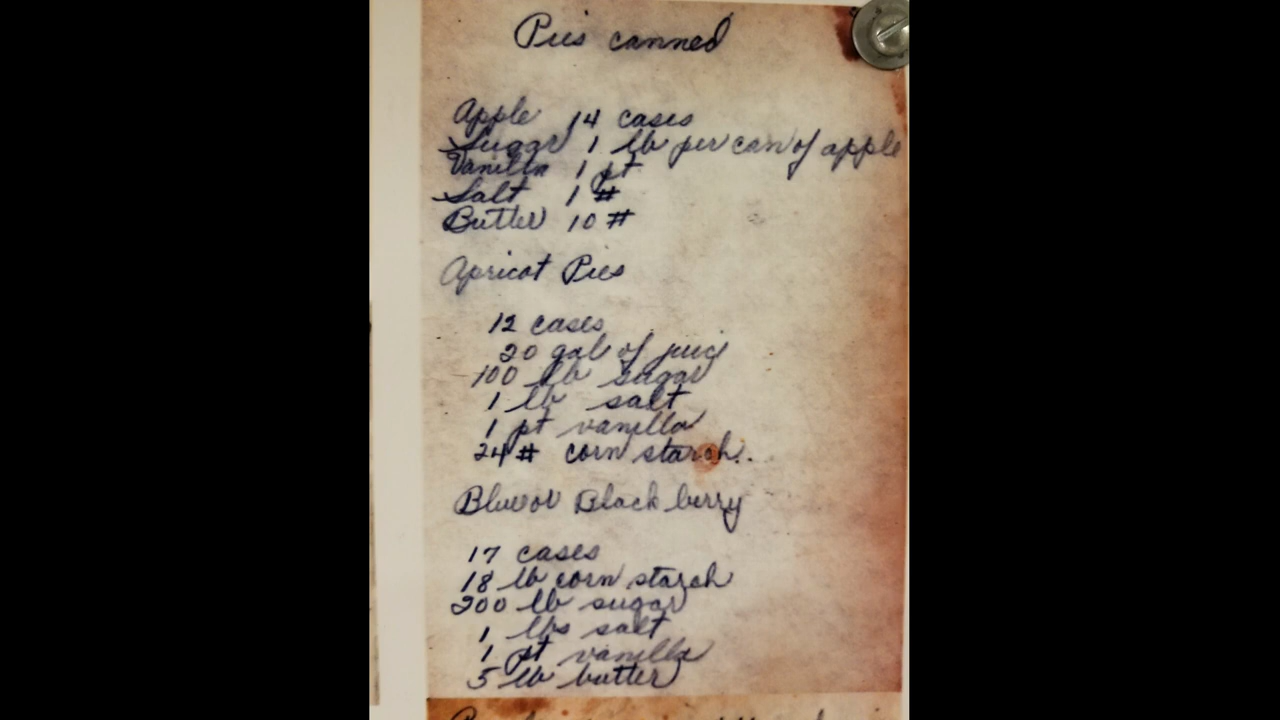 Pies canned
Apple 14 cases
Sugar 1 lb per can of apple
Vanilla 1 pt
Salt 1 #
Butter 10 #
Apricot Pies
12 cases
20 gal of juice
100 lb sugar
1 lb salt
1 pt vanilla
24 # corn starch.
Blue or Black berry
17 cases
18 lb corn starch
200 lb sugar
1 lbs salt
1 pt vanilla
5 lb butter